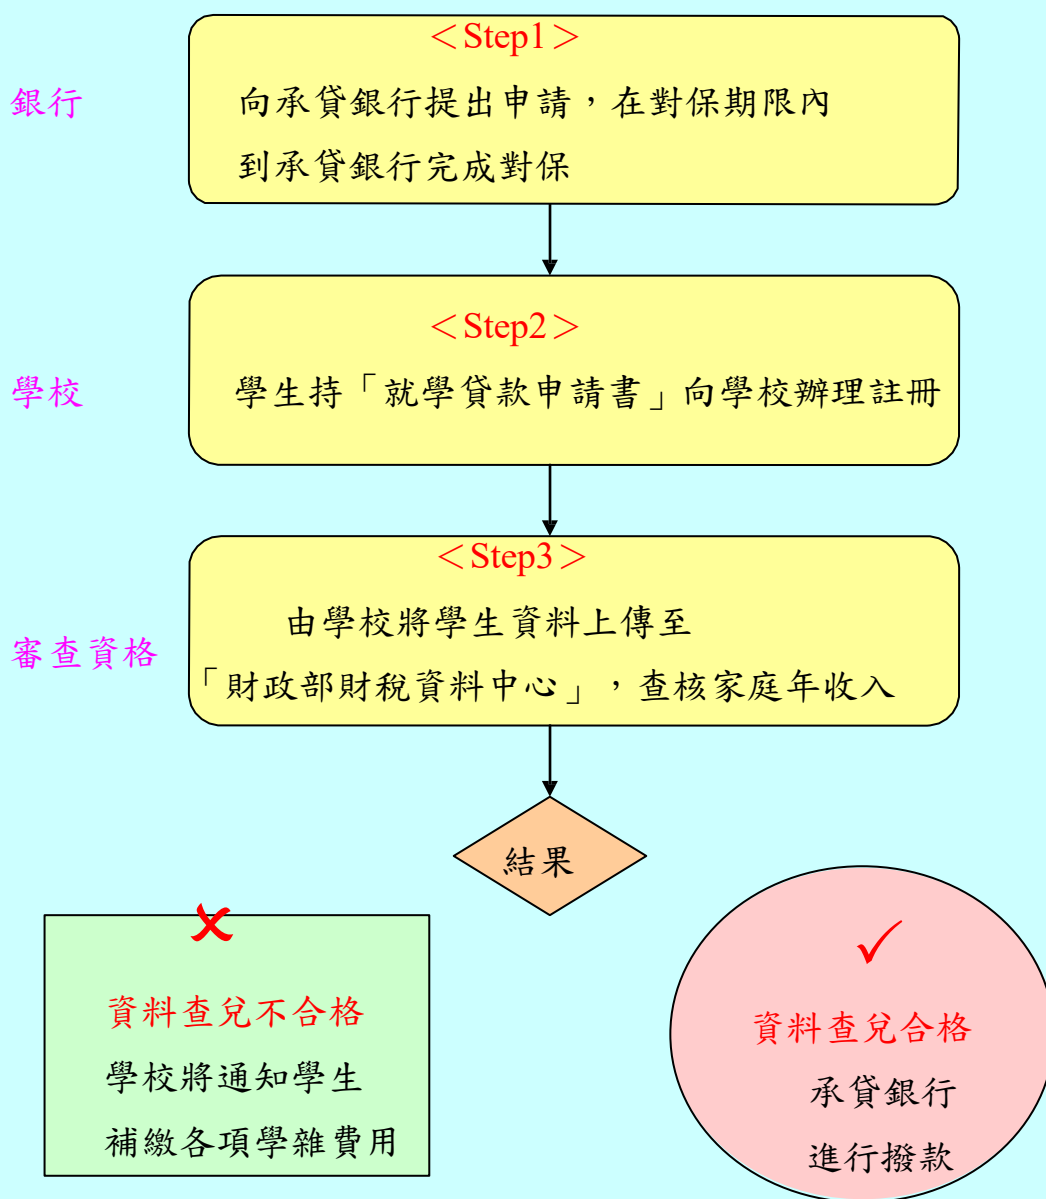 <Step1>
銀行
向承貸銀行提出申請,在對保期限內
到承貸銀行完成對保
<Step2>
學校
學生持「就學貸款申請書」向學校辦理註冊
<Step3>
由學校將學生資料上傳至
審查資格
「財政部財稅資料中心」,查核家庭年收入
結果
資料查兌不合格
學校將通知學生
補繳各項學雜費用
資料查兌合格
承貸銀行
進行撥款